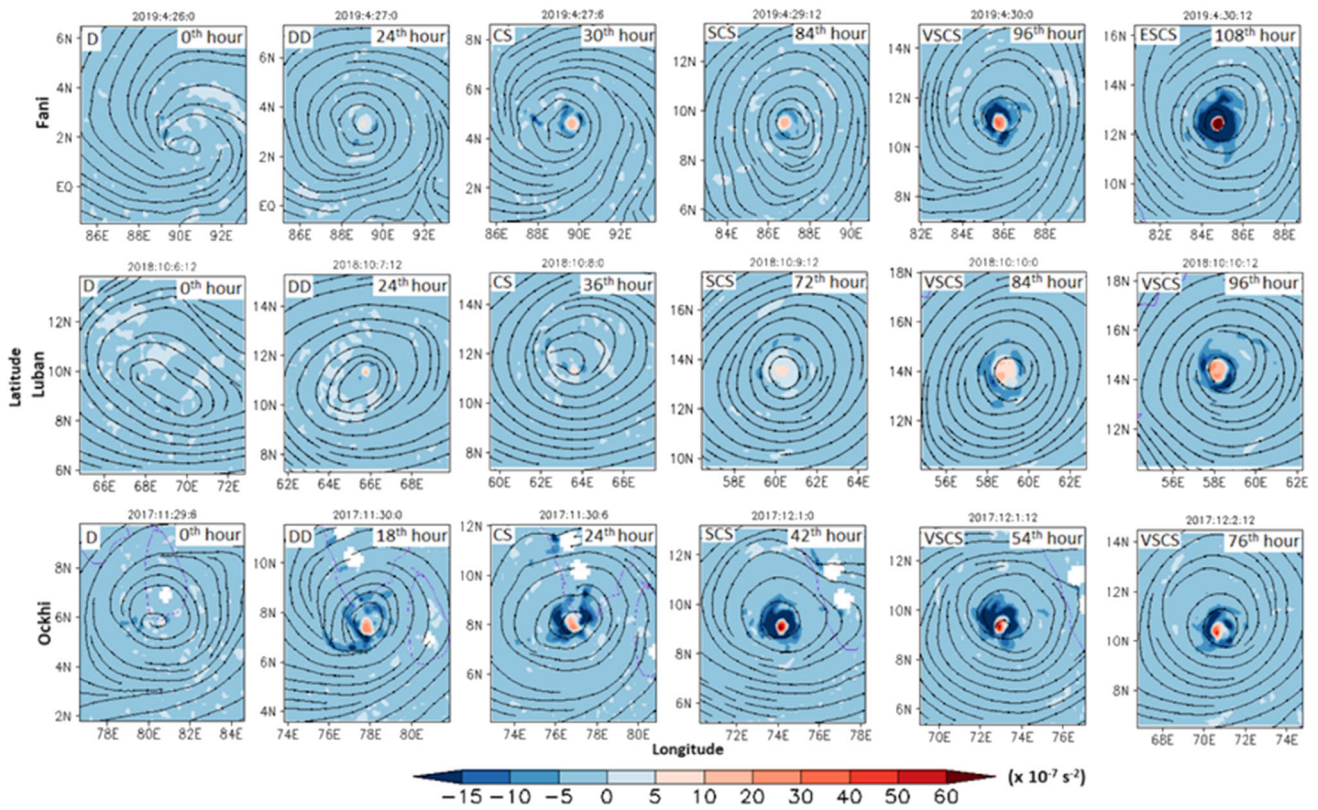 2019:4:26:0 2019:4:27:0 2019:4:27:6 2019:4:29:12 2019:4:30:0 2019:4:30:12
D 0th hour DD 24th hour CS 30th hour SCS 84th hour VSCS 96th hour ESCS 108th hour
Fani
6N 4N 2N EQ
6N 4N 2N EQ
8N 6N 4N 2N
12N 10N 8N 6N
14N 12N 10N 8N
16N 14N 12N 10N
86E 88E 90E 92E 86E 88E 90E 92E 86E 88E 90E 92E 84E 86E 88E 90E 82E 84E 86E 88E 82E 84E 86E 88E
2018:10:6:12 2018:10:7:12 2018:10:8:0 2018:10:9:12 2018:10:10:0 2018:10:10:12
D 0th hour DD 24th hour CS 36th hour SCS 72th hour VSCS 84th hour VSCS 96th hour
Latitude
Luban
12N 10N 8N 6N
14N 12N 10N 8N
14N 12N 10N 8N
16N 14N 12N 10N
18N 16N 14N 12N
18N 16N 14N 12N
66E 68E 70E 72E 62E 64E 66E 68E 60E 62E 64E 66E 58E 60E 62E 64E 56E 58E 60E 62E 56E 58E 60E 62E
2017:11:29:6 2017:11:30:0 2017:11:30:6 2017:12:1:0 2017:12:1:12 2017:12:2:12
D 0th hour DD 18th hour CS 24th hour SCS 42th hour VSCS 54th hour VSCS 76th hour
Ockhi
8N 6N 4N 2N
10N 8N 6N 4N
12N 10N 8N 6N
12N 10N 8N 6N
12N 10N 8N 6N
12N 10N 8N
78E 80E 82E 84E 74E 76E 78E 80E 74E 76E 78E 80E 72E 74E 76E 78E 70E 72E 74E 76E 68E 70E 72E 74E
Longitude
(x 10-7 s-2)
−15 −10 −5 0 5 10 20 30 40 50 60